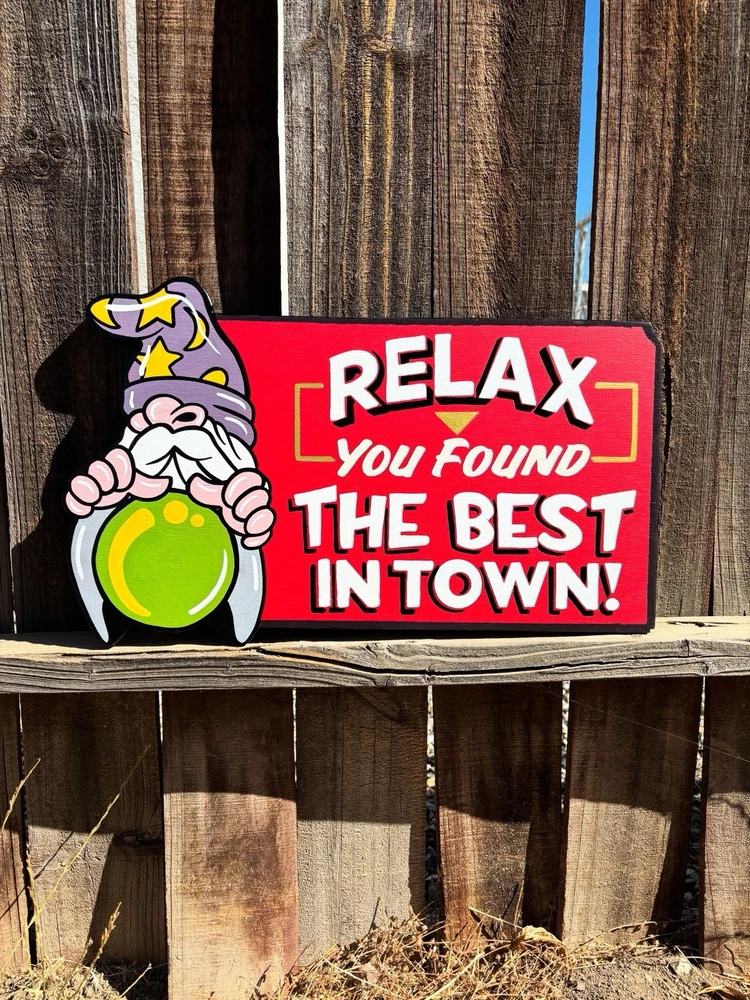 RELAX
YOU FOUND
THE BEST
IN TOWN!